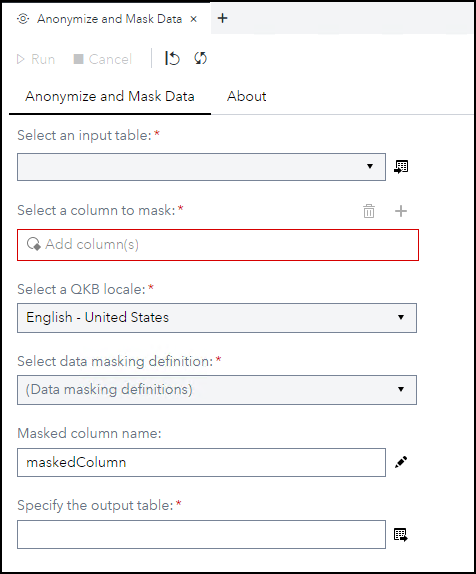 Anonymize and Mask Data × +
Run Cancel
Anonymize and Mask Data About
Select an input table: *
Select a column to mask: *
Add column(s)
Select a QKB locale: *
English - United States
Select data masking definition: *
(Data masking definitions)
Masked column name:
maskedColumn
Specify the output table: *